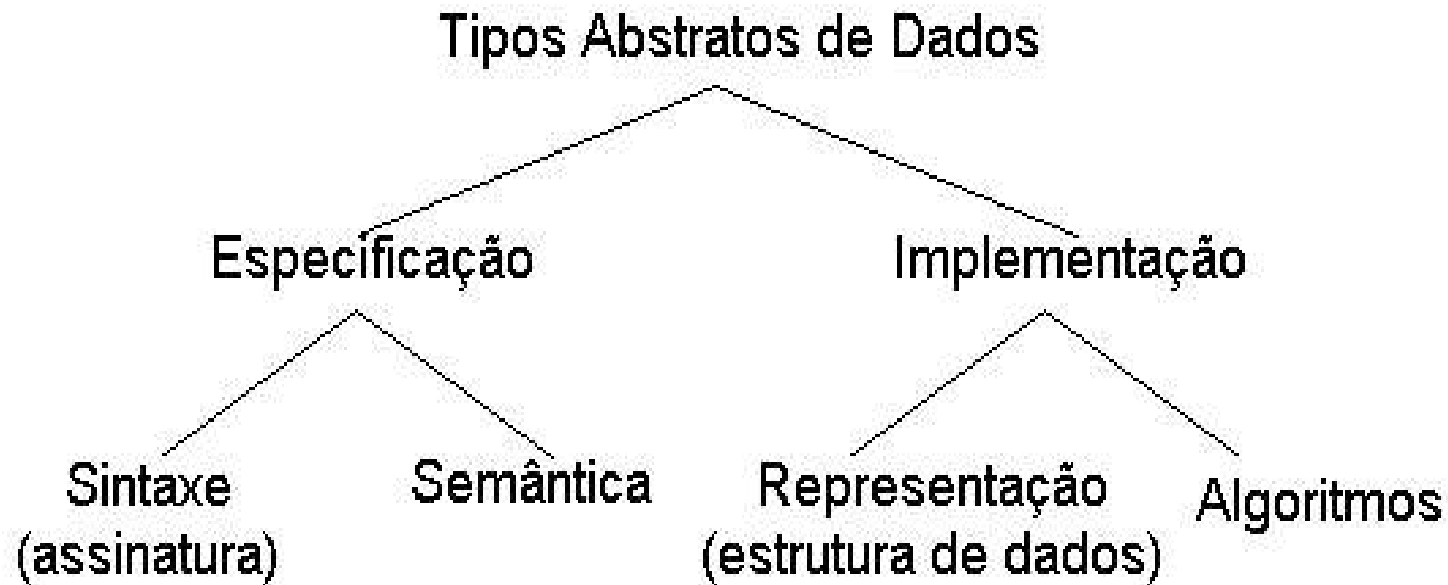 Tipos Abstratos de Dados
Especificação
Implementação
Sintaxe
(assinatura)
Semântica
Representação
(estrutura de dados)
Algoritmos